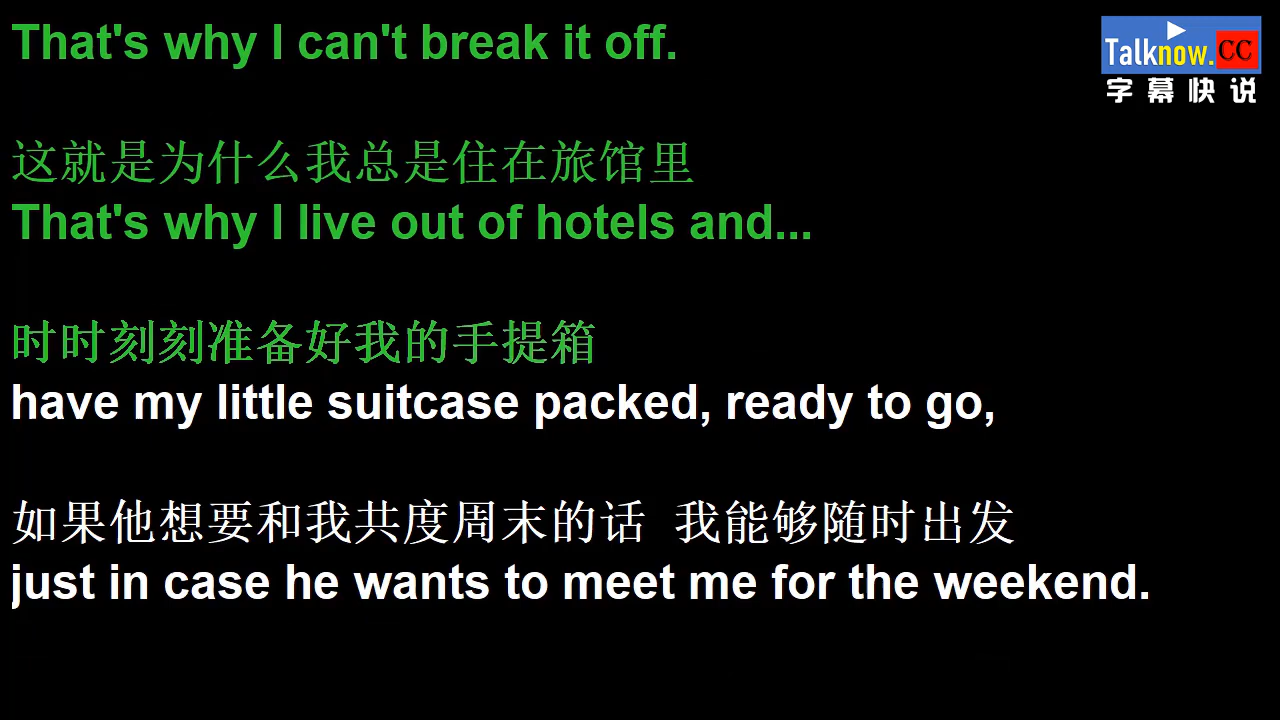 That's why I can't break it off.
Talknow.CC
字幕快说
这就是为什么我总是住在旅馆里
That's why I live out of hotels and...
时时刻刻准备好我的手提箱
have my little suitcase packed, ready to go,
如果他想要和我共度周末的话 我能够随时出发
just in case he wants to meet me for the weekend.